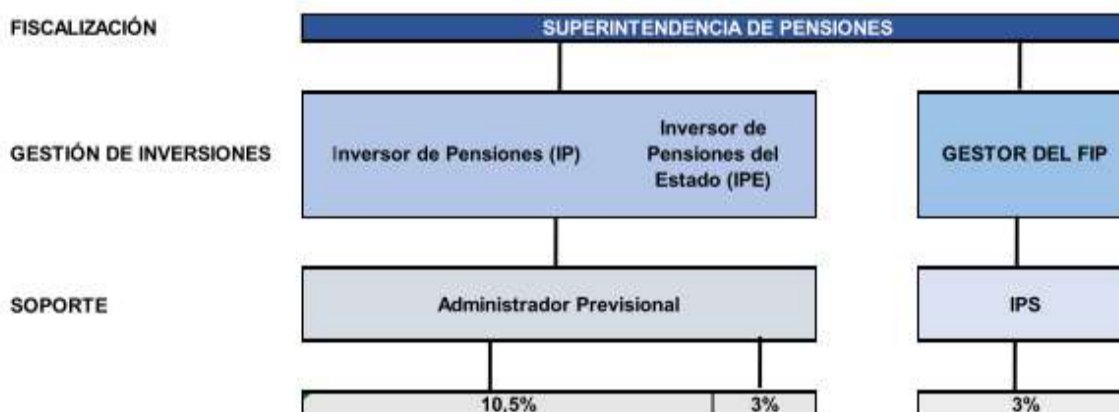 FISCALIZACIÓN
SUPERINTENDENCIA DE PENSIONES
GESTIÓN DE INVERSIONES
Inversor de Pensiones (IP)
Inversor de
Pensiones del
Estado (IPE)
GESTOR DEL FIP
SOPORTE
Administrador Previsional
IPS
10,5%
3%
3%